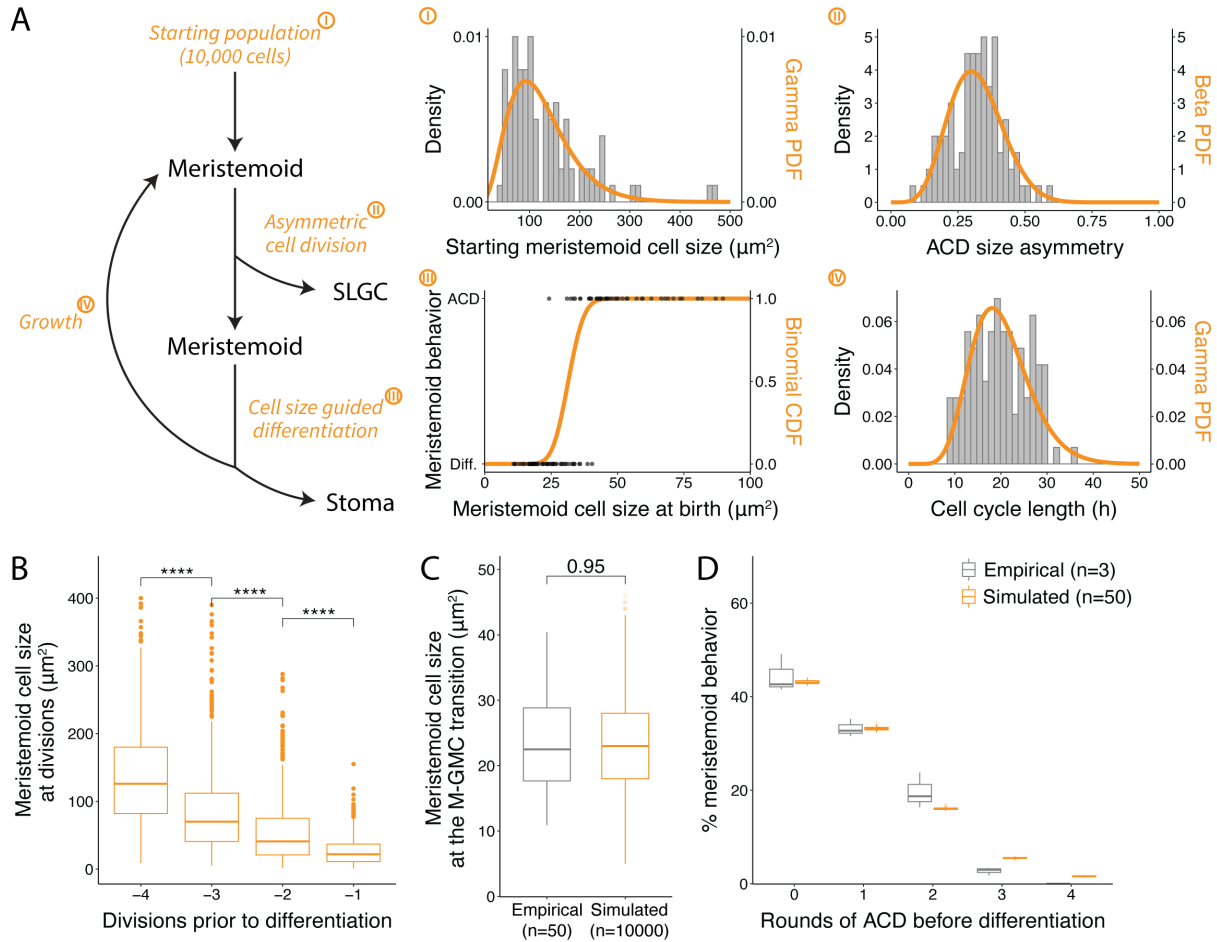 A
Starting population I
(10,000 cells)
Meristemoid
Asymmetric II
cell division
SLGC
Growth IV
Meristemoid
Cell size guided III
differentiation
Stoma
I
0.01
0.00
Density
0.01
0.00
Gamma PDF
100 200 300 400 500
Starting meristemoid cell size (µm²)
II
5
4
3
2
1
0
Density
5
4
3
2
1
0
Beta PDF
0.00 0.25 0.50 0.75 1.00
ACD size asymmetry
III
Meristemoid behavior
ACD
Diff.
1.0
0.5
0.0
Binomial CDF
0 25 50 75 100
Meristemoid cell size at birth (µm²)
IV
0.06
0.04
0.02
0.00
Density
0.06
0.04
0.02
0.00
Gamma PDF
0 10 20 30 40 50
Cell cycle length (h)
B
Meristemoid cell size
at divisions (µm²)
400
300
200
100
0
****
****
****
−4 −3 −2 −1
Divisions prior to differentiation
C
Meristemoid cell size
at the M-GMC transition (µm²)
50
40
30
20
10
0
0.95
Empirical Simulated
(n=50) (n=10000)
D
% meristemoid behavior
60
40
20
0
Empirical (n=3)
Simulated (n=50)
0 1 2 3 4
Rounds of ACD before differentiation